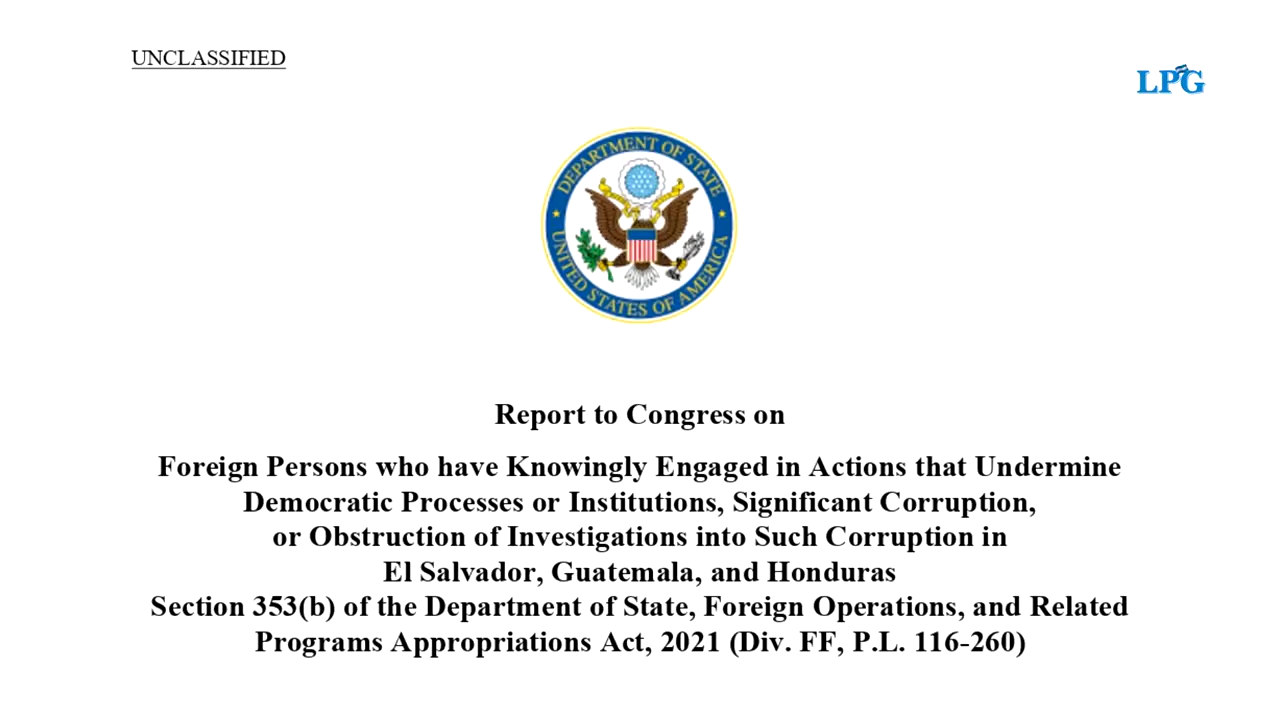 UNCLASSIFIED
LPG
DEPARTMENT OF STATE
UNITED STATES OF AMERICA
Report to Congress on
Foreign Persons who have Knowingly Engaged in Actions that Undermine
Democratic Processes or Institutions, Significant Corruption,
or Obstruction of Investigations into Such Corruption in
El Salvador, Guatemala, and Honduras
Section 353(b) of the Department of State, Foreign Operations, and Related
Programs Appropriations Act, 2021 (Div. FF, P.L. 116-260)